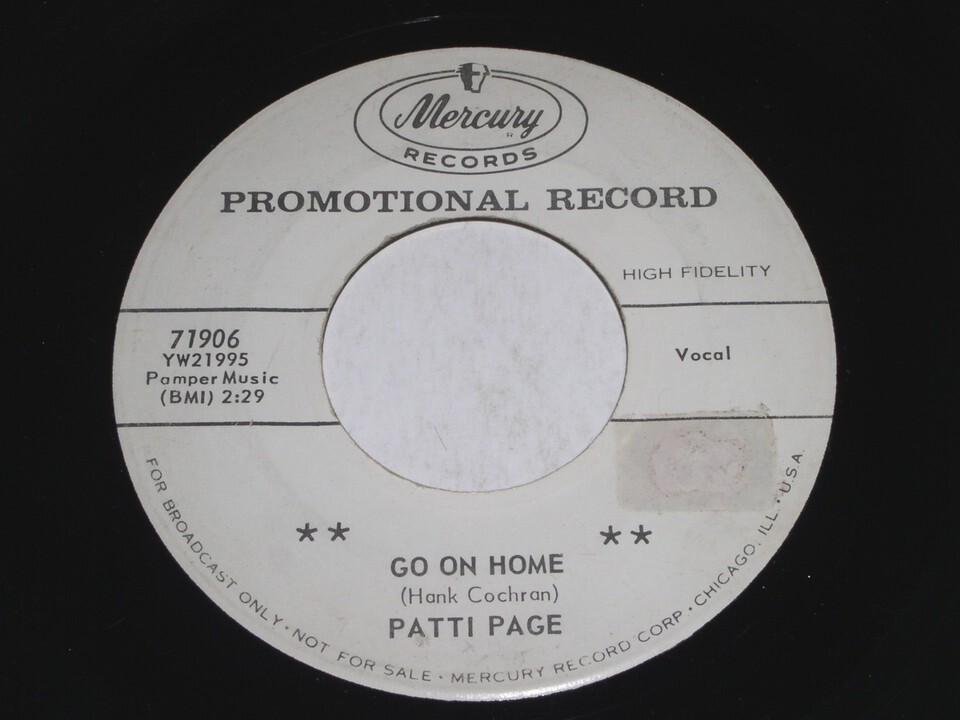 Mercury
R
RECORDS
PROMOTIONAL RECORD
HIGH FIDELITY
71906
YW21995
Pamper Music
(BMI) 2:29
Vocal
** **
GO ON HOME
(Hank Cochran)
PATTI PAGE
FOR BROADCAST ONLY • NOT FOR SALE • MERCURY RECORD CORP • CHICAGO, ILL • U.S.A.